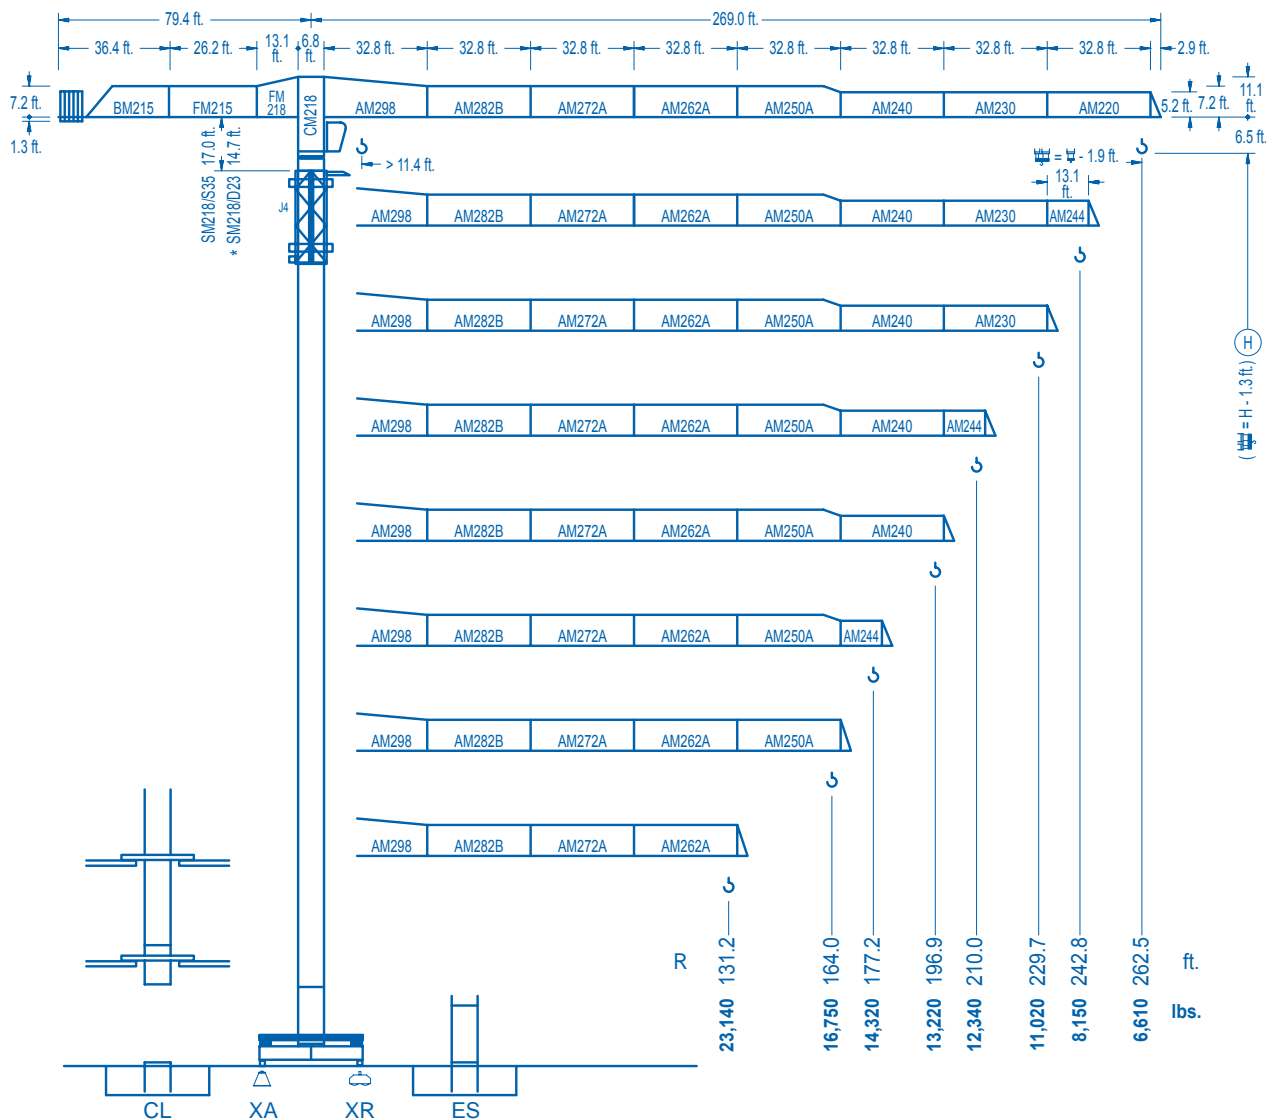 79.4 ft.
269.0 ft.
36.4 ft.
26.2 ft.
13.1 ft.
6.8 ft.
32.8 ft.
32.8 ft.
32.8 ft.
32.8 ft.
32.8 ft.
32.8 ft.
32.8 ft.
32.8 ft.
2.9 ft.
7.2 ft.
1.3 ft.
BM215
FM215
FM 218
CM218
AM298
AM282B
AM272A
AM262A
AM250A
AM240
AM230
AM220
5.2 ft.
7.2 ft.
11.1 ft.
6.5 ft.
> 11.4 ft.
= - 1.9 ft.
13.1 ft.
SM218/S35 17.0 ft.
* SM218/D23 14.7 ft.
J4
AM298
AM282B
AM272A
AM262A
AM250A
AM240
AM230
AM244
AM298
AM282B
AM272A
AM262A
AM250A
AM240
AM230
H
( = H - 1.3 ft.)
AM298
AM282B
AM272A
AM262A
AM250A
AM240
AM244
AM298
AM282B
AM272A
AM262A
AM250A
AM240
AM298
AM282B
AM272A
AM262A
AM250A
AM244
AM298
AM282B
AM272A
AM262A
AM250A
AM298
AM282B
AM272A
AM262A
R
131.2
164.0
177.2
196.9
210.0
229.7
242.8
262.5
ft.
23,140
16,750
14,320
13,220
12,340
11,020
8,150
6,610
lbs.
CL
XA
XR
ES